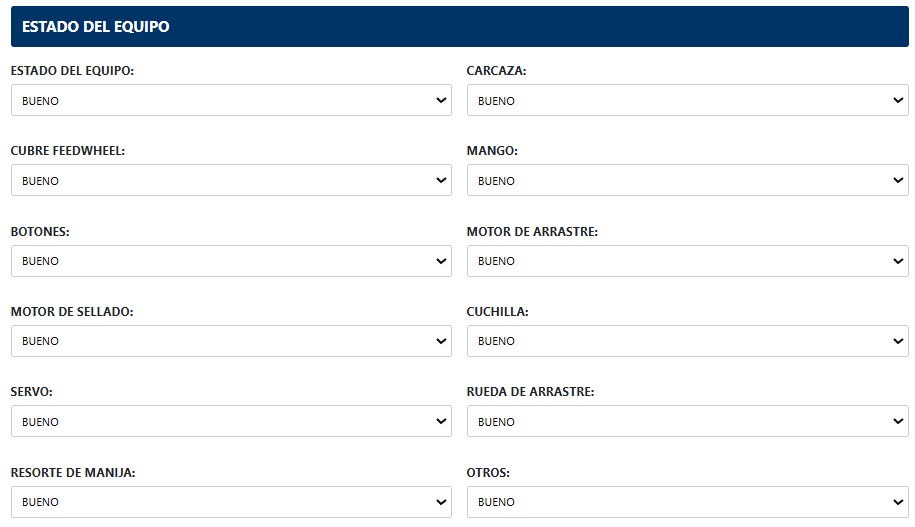 ESTADO DEL EQUIPO
ESTADO DEL EQUIPO:
BUENO
CARCAZA:
BUENO
CUBRE FEEDWHEEL:
BUENO
MANGO:
BUENO
BOTONES:
BUENO
MOTOR DE ARRASTRE:
BUENO
MOTOR DE SELLADO:
BUENO
CUCHILLA:
BUENO
SERVO:
BUENO
RUEDA DE ARRASTRE:
BUENO
RESORTE DE MANIJA:
BUENO
OTROS:
BUENO